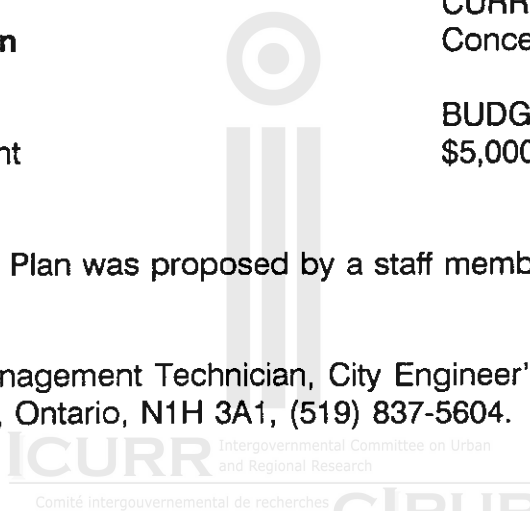 CURR
n Conce
BUDG
nt $5,000
Plan was proposed by a staff memb
nagement Technician, City Engineer'
, Ontario, N1H 3A1, (519) 837-5604.
ICURR Intergovernmental Committee on Urban
and Regional Research
Comité intergouvernemental de recherches
CIRUR